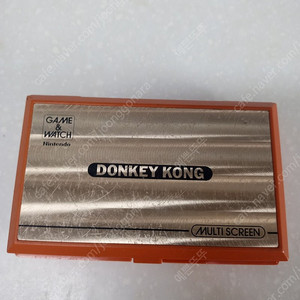 GAME
&
WATCH
Nintendo
DONKEY KONG
MULTI SCREEN